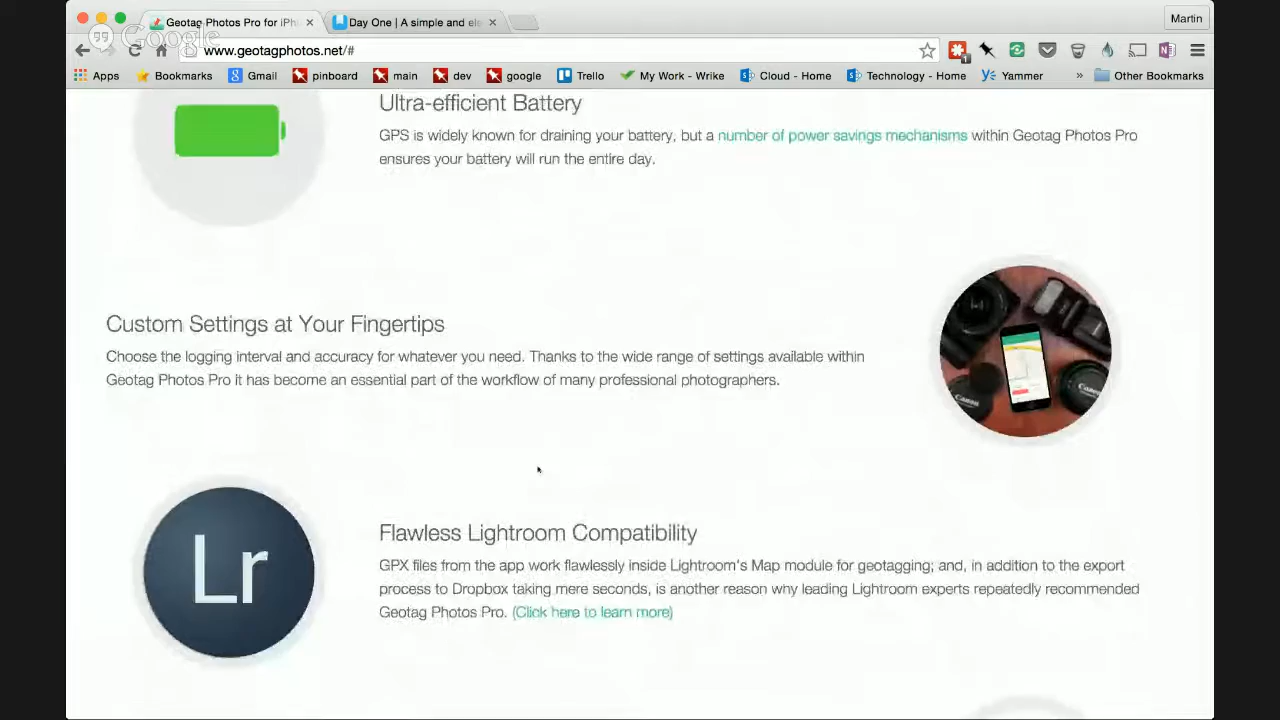 Geotag Photos Pro for iPh
Day One | A simple and ele
Martin
Google
www.geotagphotos.net/#
1
Apps
Bookmarks
Gmail
pinboard
main
dev
google
Trello
My Work - Wrike
Cloud - Home
Technology - Home
Yammer
»
Other Bookmarks
Ultra-efficient Battery
GPS is widely known for draining your battery, but a number of power savings mechanisms within Geotag Photos Pro
ensures your battery will run the entire day.
Custom Settings at Your Fingertips
Choose the logging interval and accuracy for whatever you need. Thanks to the wide range of settings available within
Geotag Photos Pro it has become an essential part of the workflow of many professional photographers.
Canon
Canon
Lr
Flawless Lightroom Compatibility
GPX files from the app work flawlessly inside Lightroom's Map module for geotagging; and, in addition to the export
process to Dropbox taking mere seconds, is another reason why leading Lightroom experts repeatedly recommended
Geotag Photos Pro. (Click here to learn more)